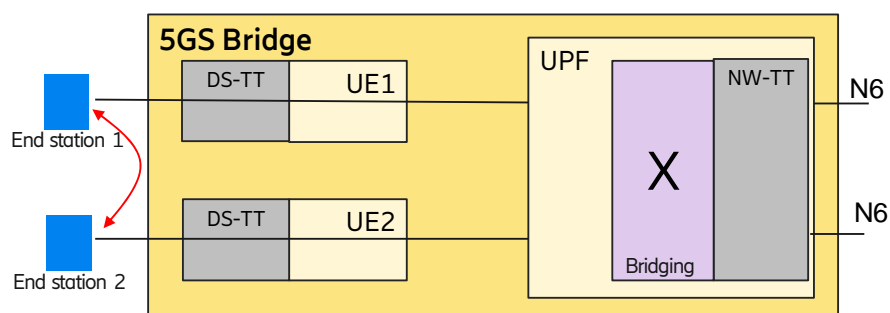 5GS Bridge
DS-TT
UE1
UPF
NW-TT
N6
End station 1
X
DS-TT
UE2
N6
Bridging
End station 2